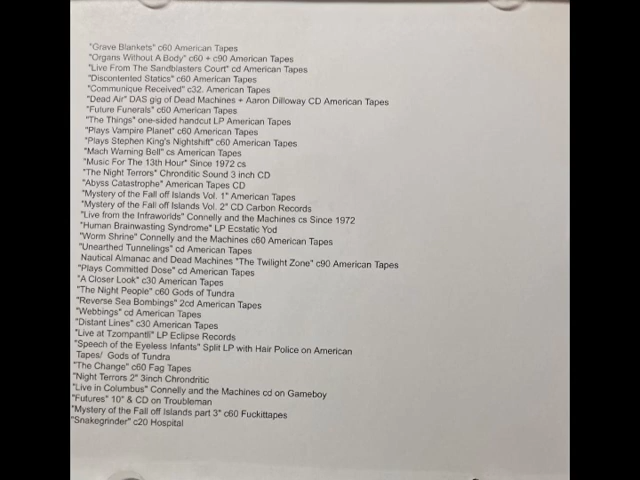 "Grave Blankets" c60 American Tapes
"Organs Without A Body" c60 + c90 American Tapes
"Live From The Sandblasters Court" cd American Tapes
"Discontented Statics" c60 American Tapes
"Communique Received" c32. American Tapes
"Dead Air" DAS gig of Dead Machines + Aaron Dilloway CD American Tapes
"Future Funerals" c60 American Tapes
"The Things" one-sided handcut LP American Tapes
"Plays Vampire Planet" c60 American Tapes
"Plays Stephen King's Nightshift" c60 American Tapes
"Mach Warning Bell" cs American Tapes
"Music For The 13th Hour" Since 1972 cs
"The Night Terrors" Chronditic Sound 3 inch CD
"Abyss Catastrophe" American Tapes CD
"Mystery of the Fall off Islands Vol. 1" American Tapes
"Mystery of the Fall off Islands Vol. 2" CD Carbon Records
"Live from the Infraworlds" Connelly and the Machines cs Since 1972
"Human Brainwasting Syndrome" LP Ecstatic Yod
"Worm Shrine" Connelly and the Machines c60 American Tapes
"Unearthed Tunnelings" cd American Tapes
Nautical Almanac and Dead Machines "The Twilight Zone" c90 American Tapes
"Plays Committed Dose" cd American Tapes
"A Closer Look" c30 American Tapes
"The Night People" c60 Gods of Tundra
"Reverse Sea Bombings" 2cd American Tapes
"Webbings" cd American Tapes
"Distant Lines" c30 American Tapes
"Live at Tzompantli" LP Eclipse Records
"Speech of the Eyeless Infants" Split LP with Hair Police on American
Tapes/ Gods of Tundra
"The Change" c60 Fag Tapes
"Night Terrors 2" 3inch Chrondritic
"Live in Columbus" Connelly and the Machines cd on Gameboy
"Futures" 10" & CD on Troubleman
"Mystery of the Fall off Islands part 3" c60 Fuckittapes
"Snakegrinder" c20 Hospital